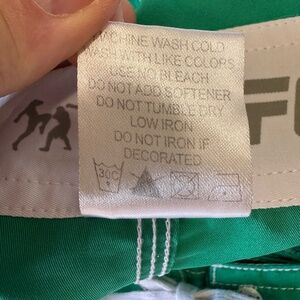 MACHINE WASH COLD
WASH WITH LIKE COLORS
USE NO BLEACH
DO NOT ADD SOFTENER
DO NOT TUMBLE DRY
LOW IRON
DO NOT IRON IF
DECORATED
30C